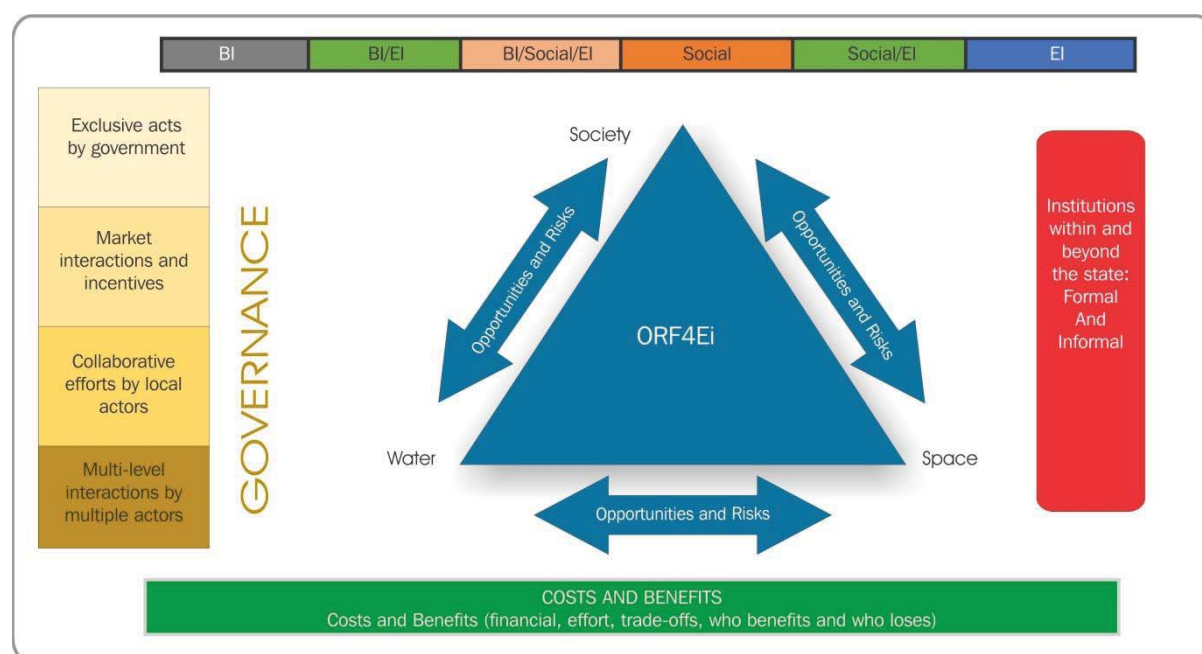 BI
BI/EI
BI/Social/EI
Social
Social/EI
EI
Exclusive acts
by government
Market
interactions and
incentives
Collaborative
efforts by local
actors
Multi-level
interactions by
multiple actors
GOVERNANCE
Society
Opportunities and Risks
Opportunities and Risks
ORF4Ei
Water
Space
Opportunities and Risks
Institutions
within and
beyond
the state:
Formal
And
Informal
COSTS AND BENEFITS
Costs and Benefits (financial, effort, trade-offs, who benefits and who loses)